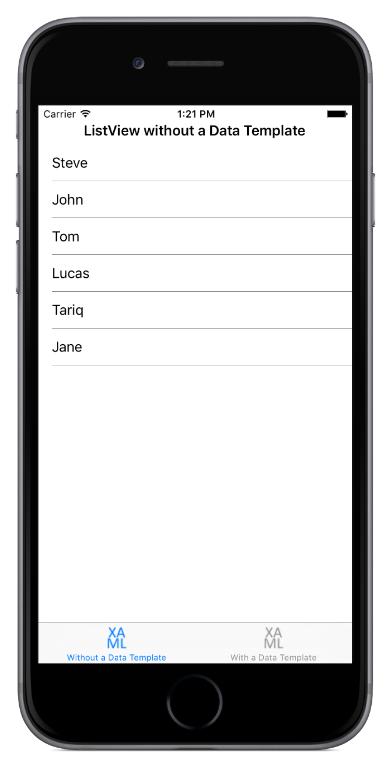 Carrier 1:21 PM
ListView without a Data Template
Steve
John
Tom
Lucas
Tariq
Jane
XA
ML
Without a Data Template
XA
ML
With a Data Template